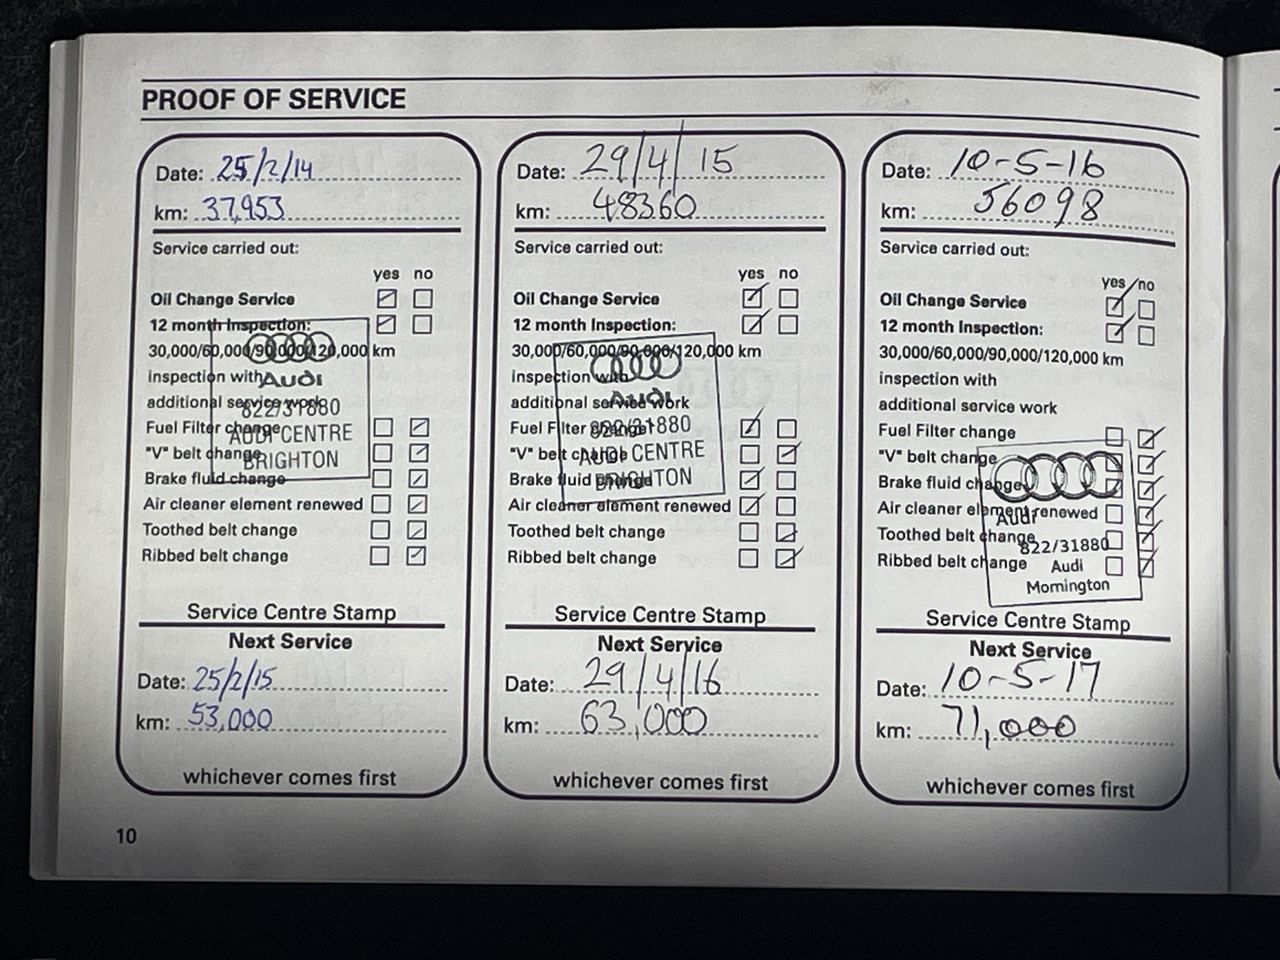 PROOF OF SERVICE
Date: 25/2/14
km: 37,953
Service carried out:
yes no
Oil Change Service
12 month Inspection:
30,000/60,000/90,000/120,000 km
inspection with
additional service work
Fuel Filter change
"V" belt change
Brake fluid change
Air cleaner element renewed
Toothed belt change
Ribbed belt change
Audi
822/31880
AUDI CENTRE
BRIGHTON
Service Centre Stamp
Next Service
Date: 25/2/15
km: 53,000
whichever comes first
Date: 29/4/15
km: 48360
Service carried out:
yes no
Oil Change Service
12 month Inspection:
30,000/60,000/90,000/120,000 km
inspection with
additional service work
Fuel Filter change
"V" belt change
Brake fluid change
Air cleaner element renewed
Toothed belt change
Ribbed belt change
Audi
822/31880
AUDI CENTRE
BRIGHTON
Service Centre Stamp
Next Service
Date: 29/4/16
km: 63,000
whichever comes first
Date: 10-5-16
km: 56098
Service carried out:
yes no
Oil Change Service
12 month Inspection:
30,000/60,000/90,000/120,000 km
inspection with
additional service work
Fuel Filter change
"V" belt change
Brake fluid change
Air cleaner element renewed
Toothed belt change
Ribbed belt change
Audi
822/31880
Audi
Mornington
Service Centre Stamp
Next Service
Date: 10-5-17
km: 71,000
whichever comes first
10